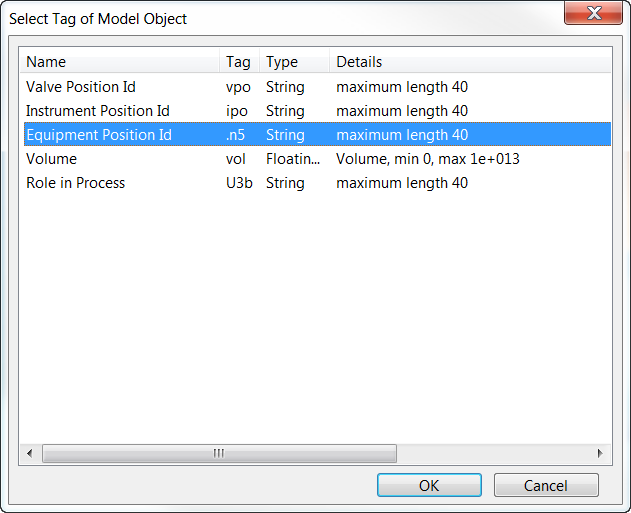 Select Tag of Model Object
Name Tag Type Details
Valve Position Id vpo String maximum length 40
Instrument Position Id ipo String maximum length 40
Equipment Position Id .n5 String maximum length 40
Volume vol Floatin... Volume, min 0, max 1e+013
Role in Process U3b String maximum length 40
OK Cancel